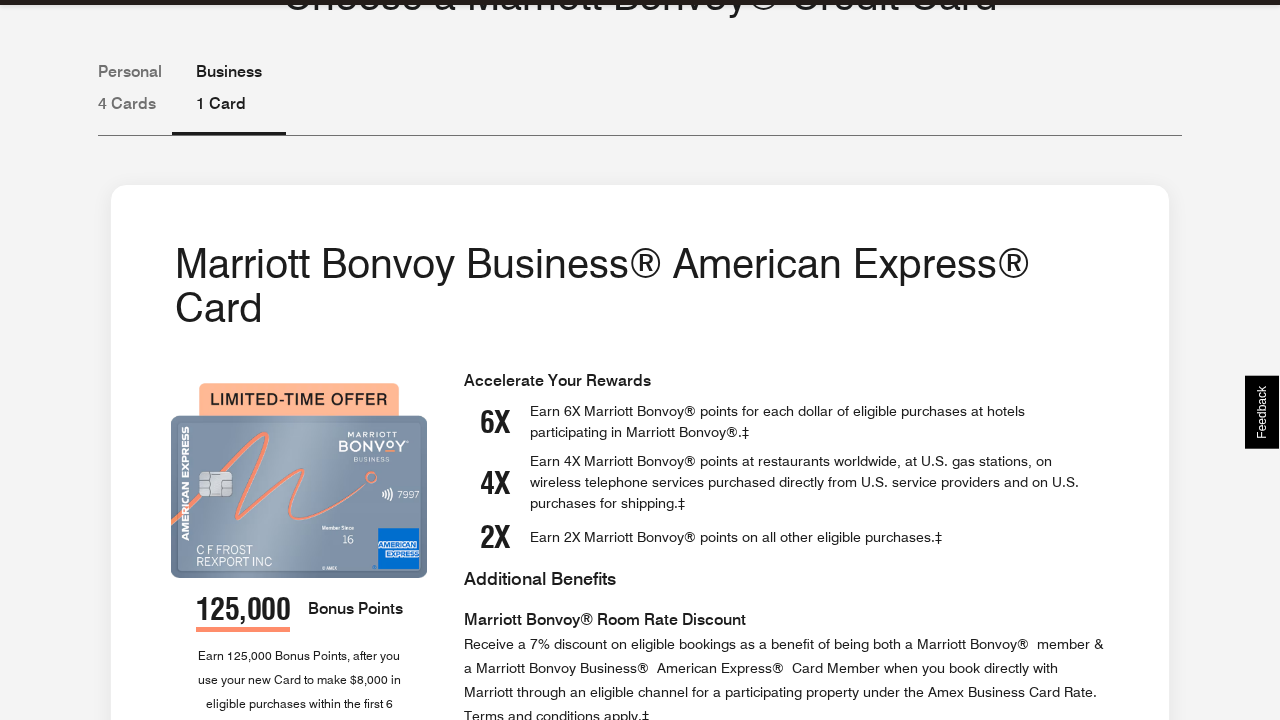 Choose a Marriott Bonvoy® Credit Card
Personal
4 Cards
Business
1 Card
Marriott Bonvoy Business® American Express®
Card
LIMITED-TIME OFFER
AMERICAN EXPRESS
MARRIOTT
BONVOY
BUSINESS
7997
Member Since
16
C F FROST
REXPORT INC
AMERICAN
EXPRESS
125,000 Bonus Points
Earn 125,000 Bonus Points, after you
use your new Card to make $8,000 in
eligible purchases within the first 6
Accelerate Your Rewards
6X
Earn 6X Marriott Bonvoy® points for each dollar of eligible purchases at hotels
participating in Marriott Bonvoy®.‡
4X
Earn 4X Marriott Bonvoy® points at restaurants worldwide, at U.S. gas stations, on
wireless telephone services purchased directly from U.S. service providers and on U.S.
purchases for shipping.‡
2X
Earn 2X Marriott Bonvoy® points on all other eligible purchases.‡
Additional Benefits
Marriott Bonvoy® Room Rate Discount
Receive a 7% discount on eligible bookings as a benefit of being both a Marriott Bonvoy® member &
a Marriott Bonvoy Business® American Express® Card Member when you book directly with
Marriott through an eligible channel for a participating property under the Amex Business Card Rate.
Terms and conditions apply.‡
Feedback